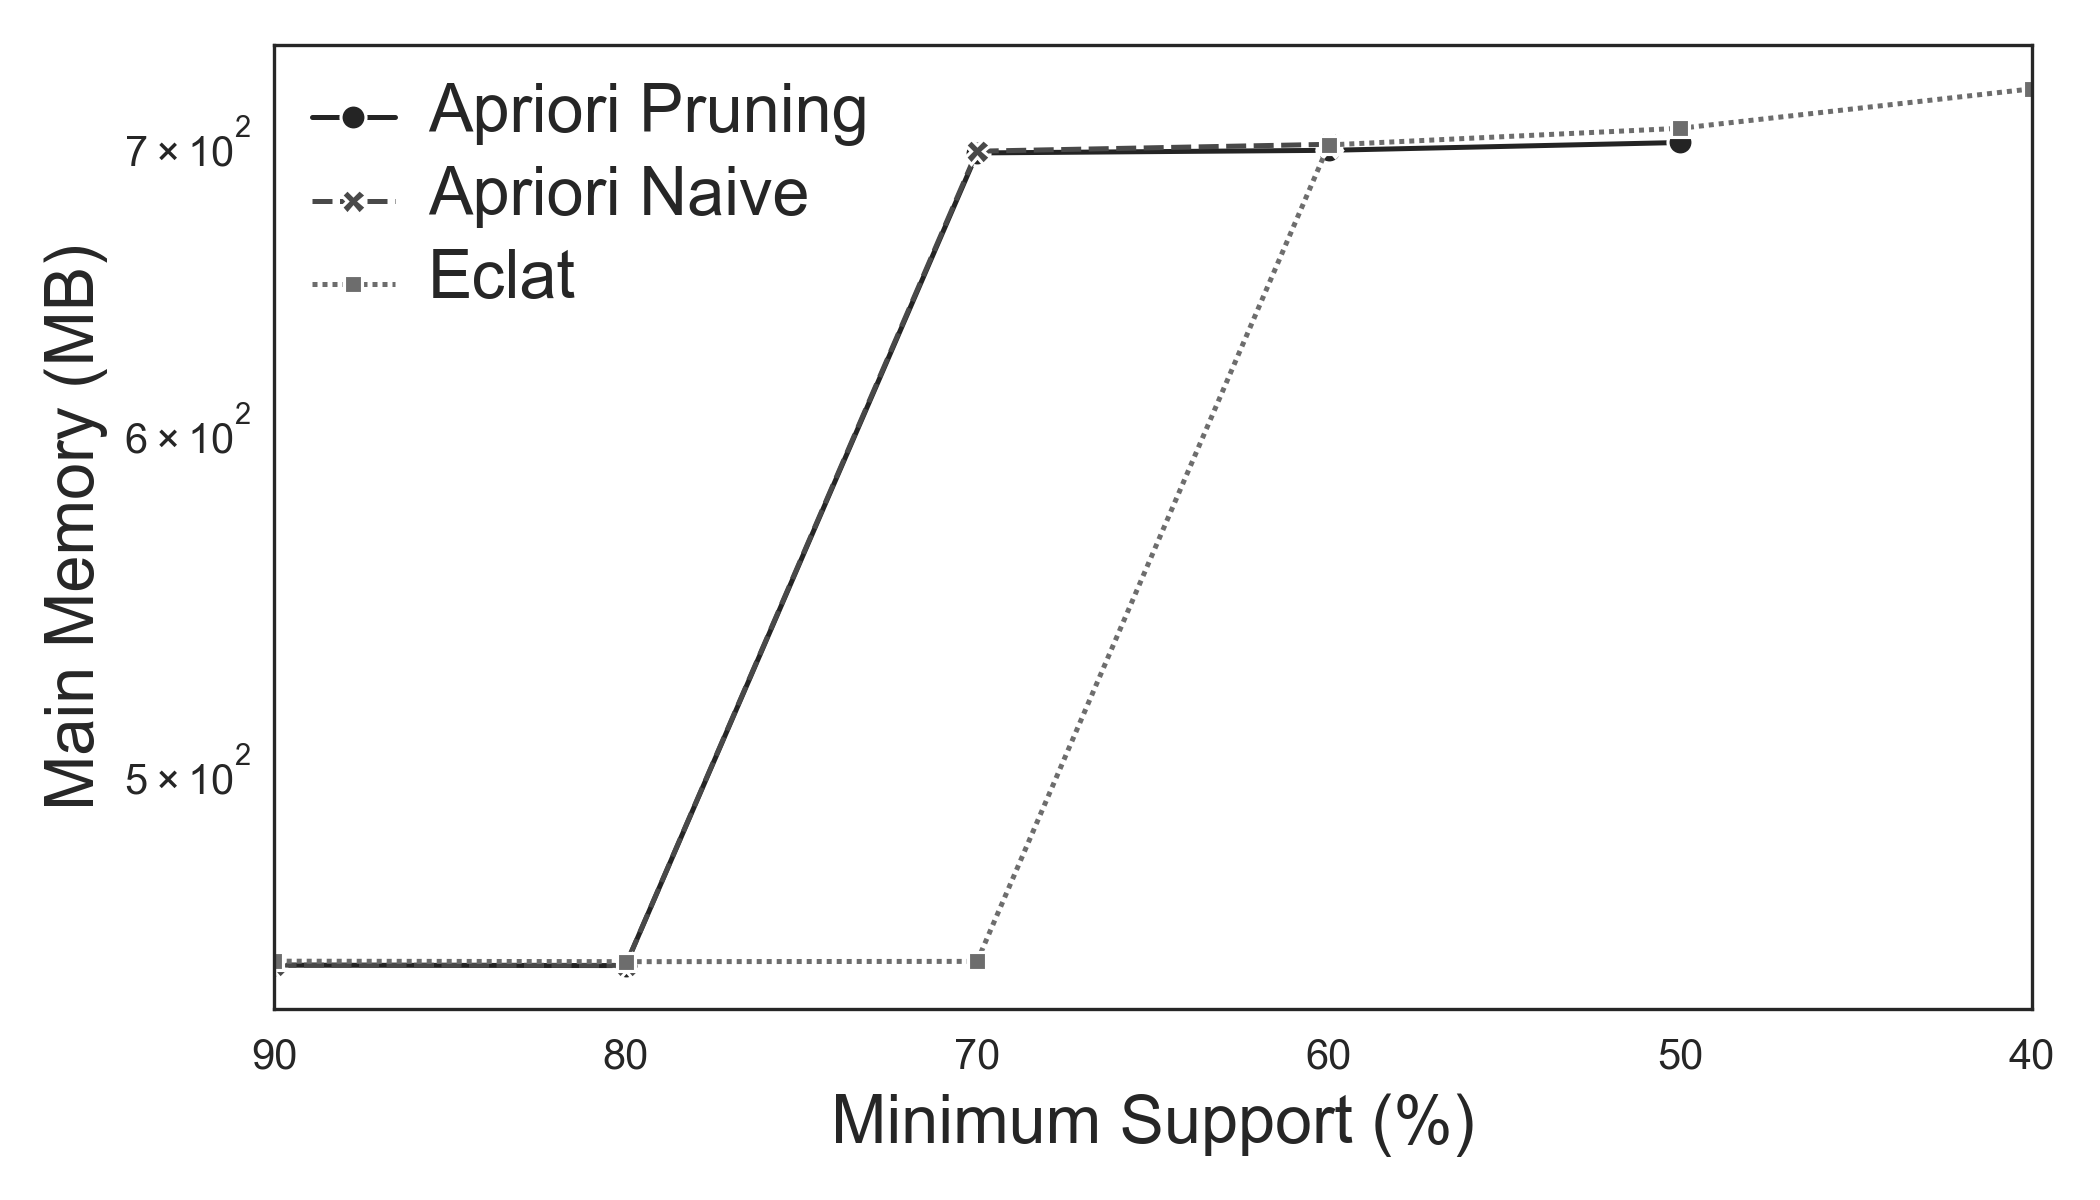 Apriori Pruning
Apriori Naive
Eclat
Main Memory (MB)
7 × 10²
6 × 10²
5 × 10²
90 80 70 60 50 40
Minimum Support (%)